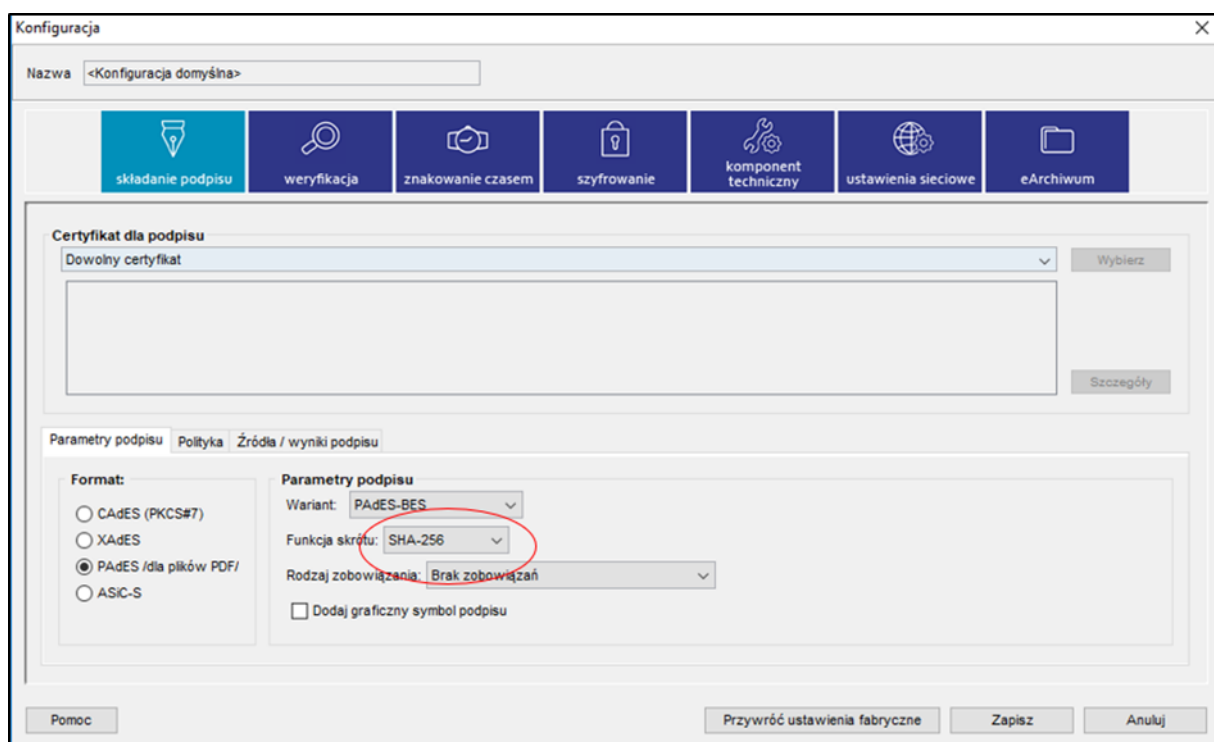 Konfiguracja
Nazwa <Konfiguracja domyślna>
składanie podpisu
weryfikacja
znakowanie czasem
szyfrowanie
komponent
techniczny
ustawienia sieciowe
eArchiwum
Certyfikat dla podpisu
Dowolny certyfikat
Wybierz
Szczegóły
Parametry podpisu Polityka Źródła / wyniki podpisu
Format:
CAdES (PKCS#7)
XAdES
PAdES /dla plików PDF/
ASiC-S
Parametry podpisu
Wariant: PAdES-BES
Funkcja skrótu: SHA-256
Rodzaj zobowiązania: Brak zobowiązań
Dodaj graficzny symbol podpisu
Pomoc
Przywróć ustawienia fabryczne
Zapisz
Anuluj